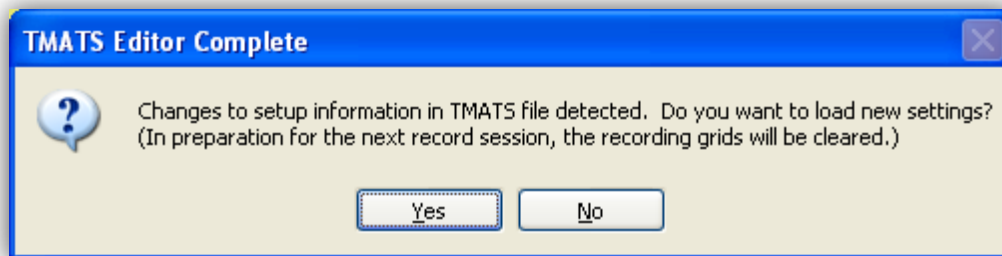 TMATS Editor Complete
Changes to setup information in TMATS file detected.  Do you want to load new settings?
(In preparation for the next record session, the recording grids will be cleared.)
Yes No